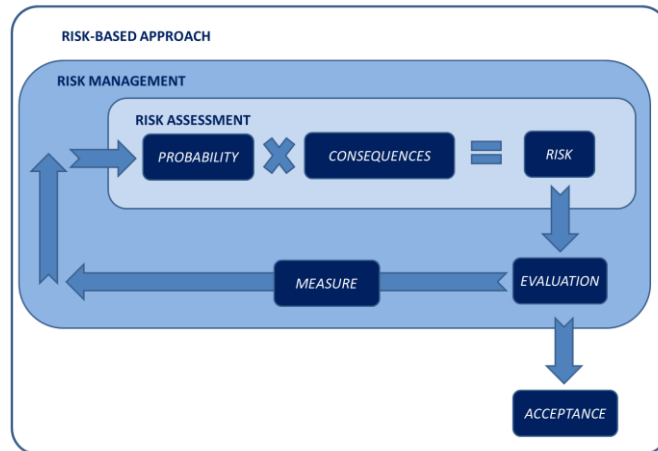 RISK-BASED APPROACH
RISK MANAGEMENT
RISK ASSESSMENT
PROBABILITY
CONSEQUENCES
RISK
MEASURE
EVALUATION
ACCEPTANCE